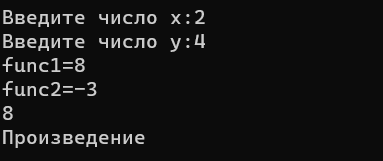 Введите число x:2
Введите число y:4
func1=8
func2=-3
8
Произведение